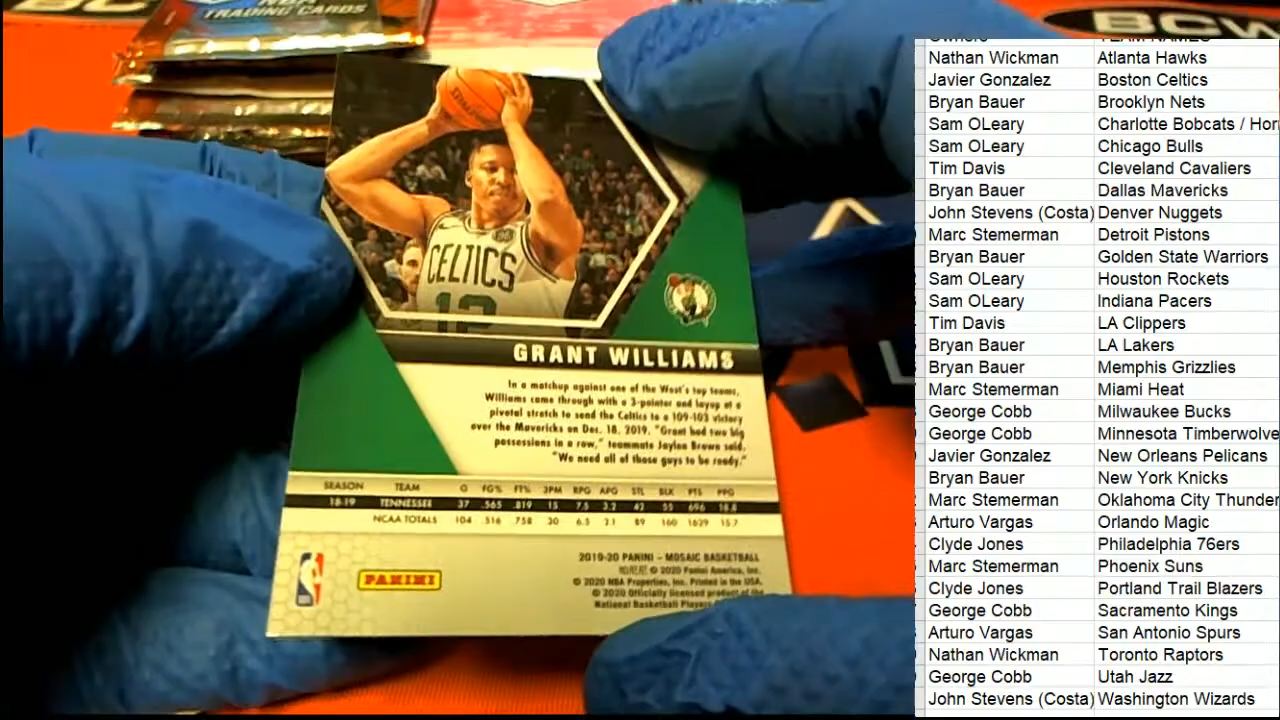 TRADING CARDS
BCW
CELTICS
12
GRANT WILLIAMS
In a matchup against one of the West's top teams,
Williams came through with a 3-pointer and layup at a
pivotal stretch to send the Celtics to a 109-103 victory
over the Mavericks on Dec. 18, 2019. "Grant had two big
possessions in a row," teammate Jaylen Brown said.
"We need all of those guys to be ready."
SEASON TEAM G FG% FT% 3PM RPG APG STL BLK PTS PPG
18-19 TENNESSEE 37 .565 .819 15 7.5 3.2 42 55 696 18.8
NCAA TOTALS 104 .516 .758 30 6.5 2.1 89 160 1629 15.7
PANINI
2019-20 PANINI – MOSAIC BASKETBALL
© 2020 Panini America, Inc.
© 2020 NBA Properties, Inc. Printed in the USA.
© 2020 Officially licensed product of the
National Basketball Players
Owners TEAM NAMES
Nathan Wickman Atlanta Hawks
Javier Gonzalez Boston Celtics
Bryan Bauer Brooklyn Nets
Sam OLeary Charlotte Bobcats / Hor
Sam OLeary Chicago Bulls
Tim Davis Cleveland Cavaliers
Bryan Bauer Dallas Mavericks
John Stevens (Costa) Denver Nuggets
Marc Stemerman Detroit Pistons
Bryan Bauer Golden State Warriors
Sam OLeary Houston Rockets
Sam OLeary Indiana Pacers
Tim Davis LA Clippers
Bryan Bauer LA Lakers
Bryan Bauer Memphis Grizzlies
Marc Stemerman Miami Heat
George Cobb Milwaukee Bucks
George Cobb Minnesota Timberwolve
Javier Gonzalez New Orleans Pelicans
Bryan Bauer New York Knicks
Marc Stemerman Oklahoma City Thunder
Arturo Vargas Orlando Magic
Clyde Jones Philadelphia 76ers
Marc Stemerman Phoenix Suns
Clyde Jones Portland Trail Blazers
George Cobb Sacramento Kings
Arturo Vargas San Antonio Spurs
Nathan Wickman Toronto Raptors
George Cobb Utah Jazz
John Stevens (Costa) Washington Wizards